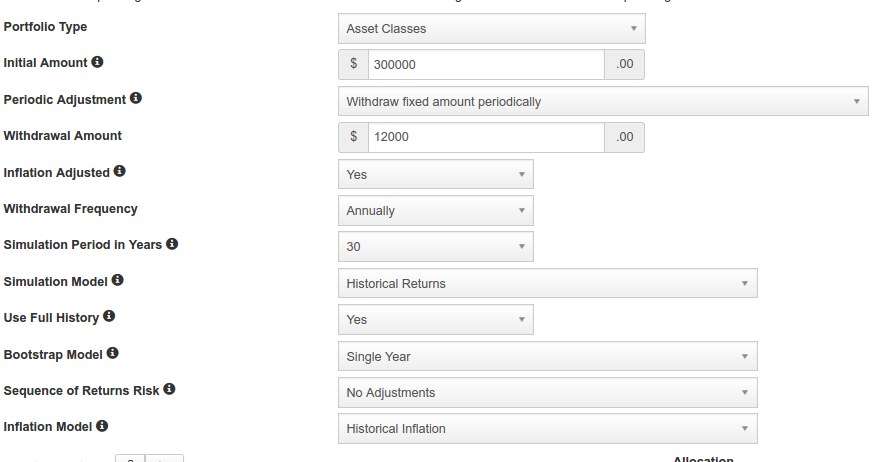 Portfolio Type Asset Classes
Initial Amount $ 300000 .00
Periodic Adjustment Withdraw fixed amount periodically
Withdrawal Amount $ 12000 .00
Inflation Adjusted Yes
Withdrawal Frequency Annually
Simulation Period in Years 30
Simulation Model Historical Returns
Use Full History Yes
Bootstrap Model Single Year
Sequence of Returns Risk No Adjustments
Inflation Model Historical Inflation
Allocation